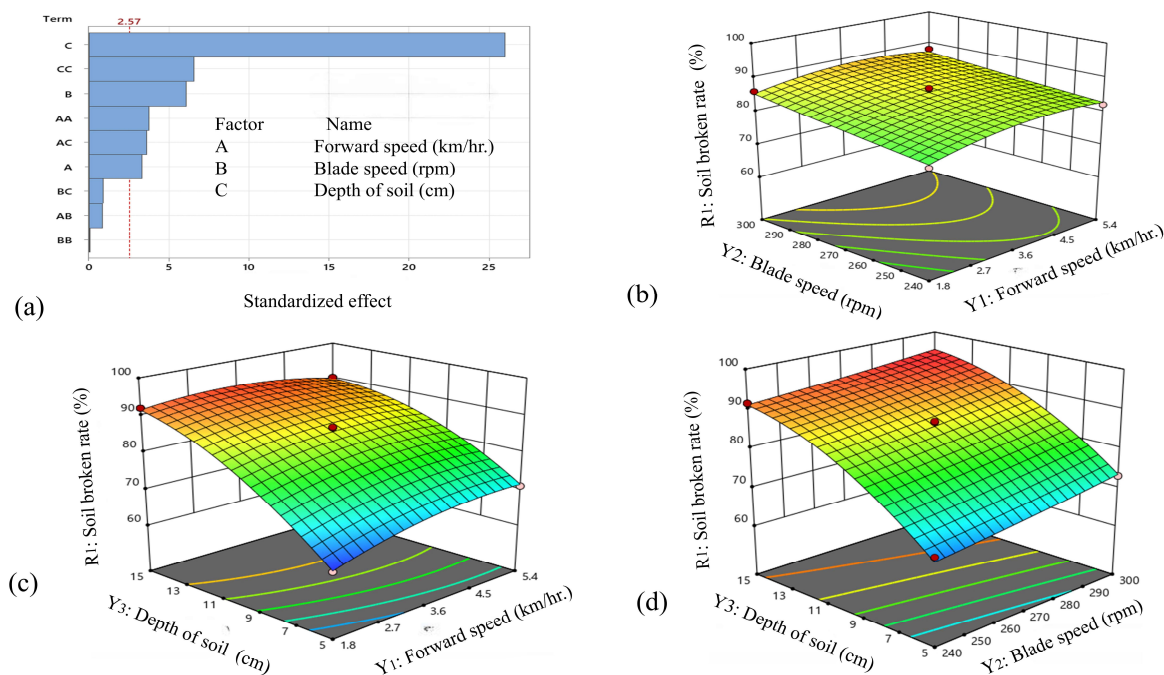 Term
2.57
C
CC
B
AA
AC
A
BC
AB
BB
Factor Name
A Forward speed (km/hr.)
B Blade speed (rpm)
C Depth of soil (cm)
0 5 10 15 20 25
Standardized effect
(a)
R1: Soil broken rate (%)
100
90
80
70
60
300
290
280
270
260
250
240
1.8
2.7
3.6
4.5
5.4
Y2: Blade speed (rpm)
Y1: Forward speed (km/hr.)
(b)
R1: Soil broken rate (%)
100
90
80
70
60
15
13
11
9
7
5
1.8
2.7
3.6
4.5
5.4
Y3: Depth of soil (cm)
Y1: Forward speed (km/hr.)
(c)
R1: Soil broken rate (%)
100
90
80
70
60
15
13
11
9
7
5
240
250
260
270
280
290
300
Y3: Depth of soil (cm)
Y2: Blade speed (rpm)
(d)